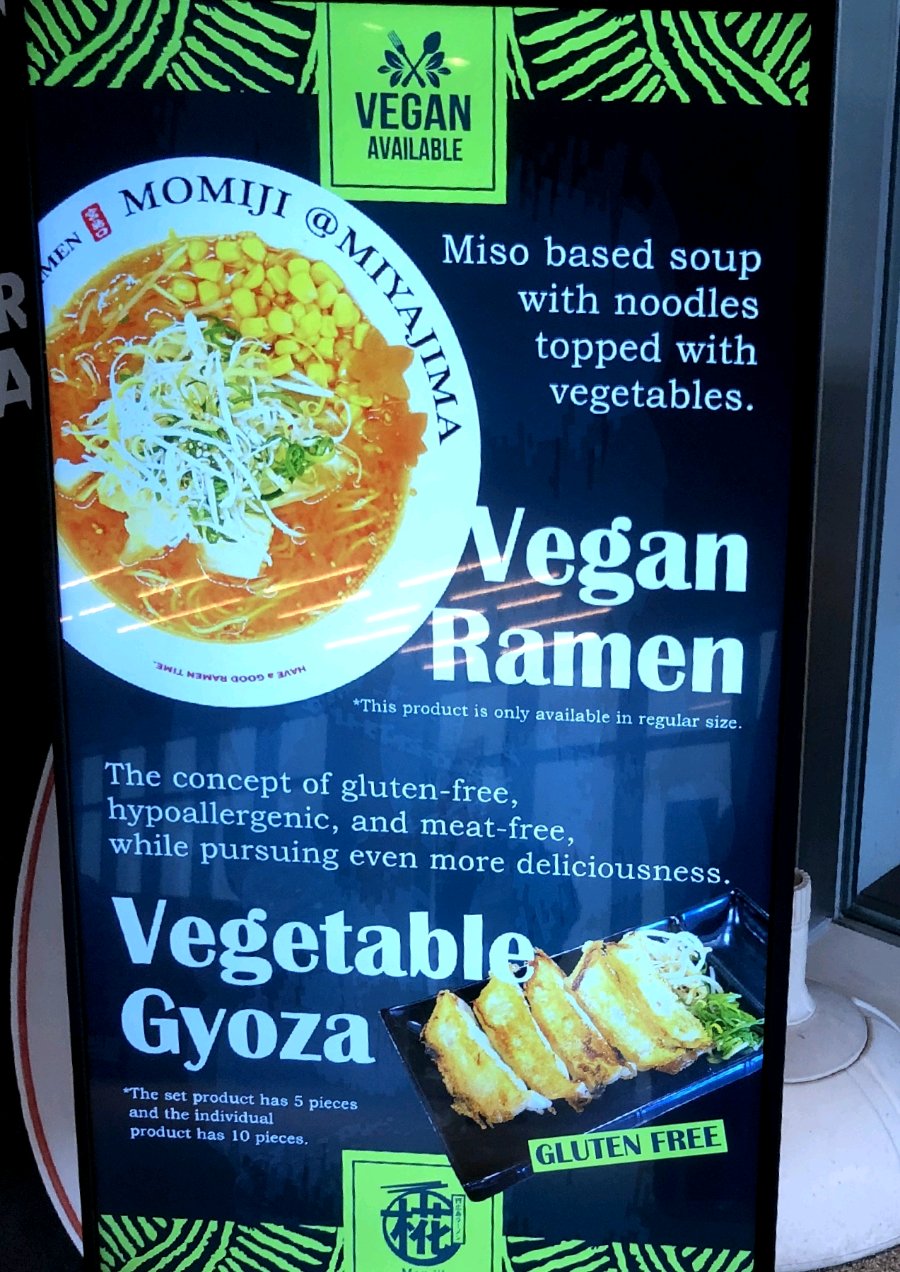 VEGAN
AVAILABLE
MOMIJI @MIYAJIMA
HAVE a GOOD RAMEN TIME.
Miso based soup
with noodles
topped with
vegetables.
Vegan
Ramen
*This product is only available in regular size.
The concept of gluten-free,
hypoallergenic, and meat-free,
while pursuing even more deliciousness.
Vegetable
Gyoza
*The set product has 5 pieces
and the individual
product has 10 pieces.
GLUTEN FREE
椛